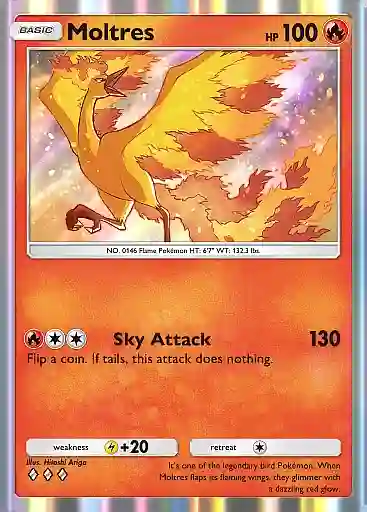 BASIC
Moltres
HP 100
NO. 0146 Flame Pokémon HT: 6'7" WT: 132.3 lbs.
Sky Attack 130
Flip a coin. If tails, this attack does nothing.
weakness +20 retreat
Illus. Hitoshi Ariga
It's one of the legendary bird Pokémon. When
Moltres flaps its flaming wings, they glimmer with
a dazzling red glow.